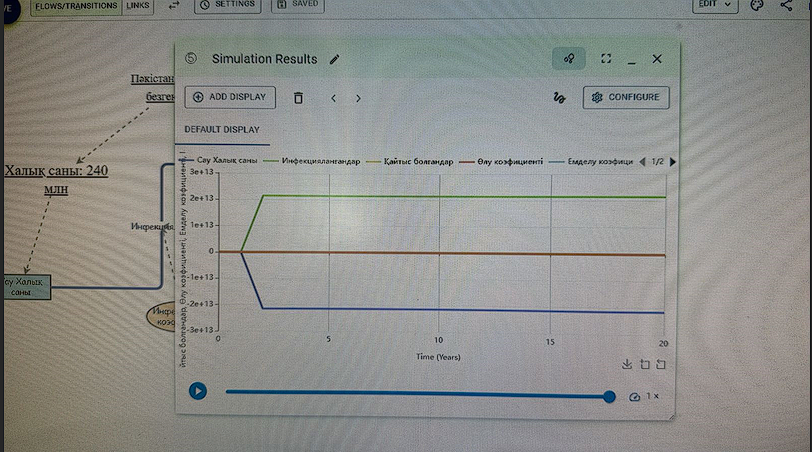 FLOWS/TRANSITIONS LINKS SETTINGS SAVED EDIT
Simulation Results
ADD DISPLAY CONFIGURE
DEFAULT DISPLAY
Сау Халық саны Инфекцияланғандар Қайтыс болғандар Өлу коэфициенті Емделу коэфици 1/2
Пәкістан
безгек
Халық саны: 240
млн
Инфекция
Сау Халық
саны
Инфе
коэф
йтыс болғандар, Өлу коэфициенті, Емделу коэфициенті, I
3e+13
2e+13
1e+13
0
-1e+13
-2e+13
-3e+13
0 5 10 15 20
Time (Years)
1 ×